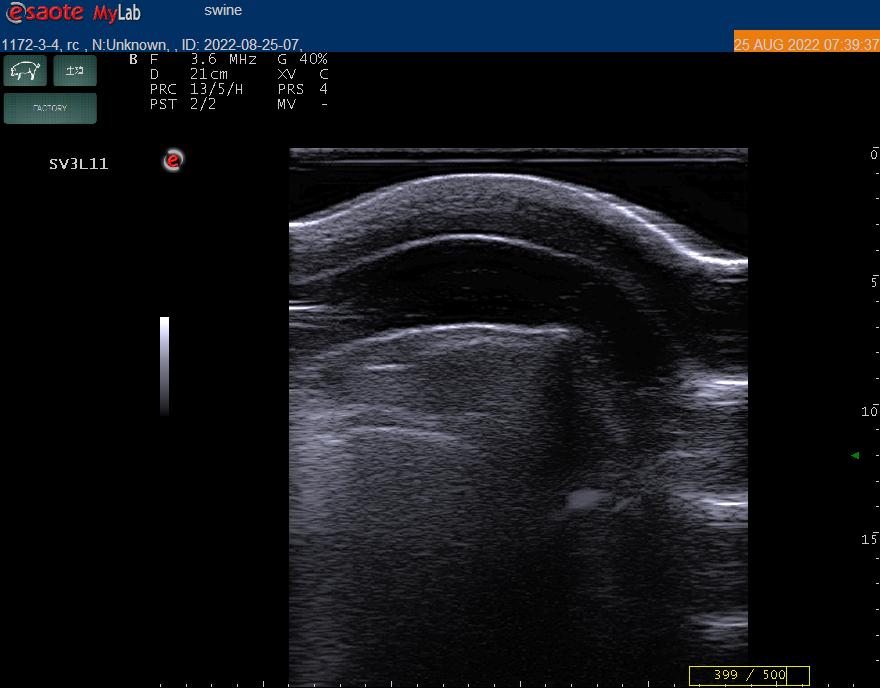 esaote MyLab
swine
1172-3-4, rc , N:Unknown, , ID: 2022-08-25-07,
25 AUG 2022 07:39:37
B F 3.6 MHz G 40%
D 21cm XV C
PRC 13/5/H PRS 4
PST 2/2 MV -
FACTORY
SV3L11
e
0
5
10
15
399 / 500